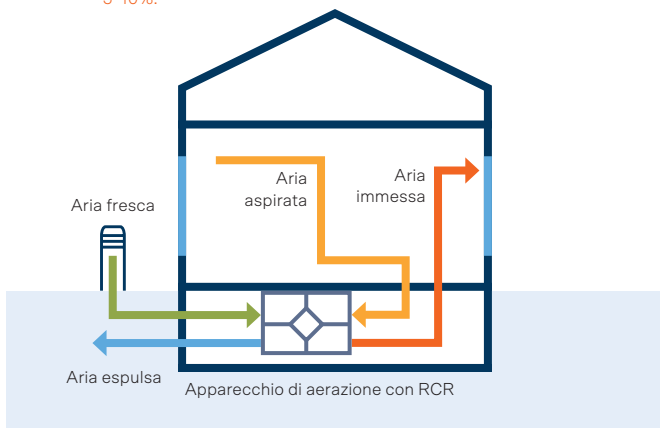 Aria
aspirata
Aria
immessa
Aria fresca
Aria espulsa
Apparecchio di aerazione con RCR